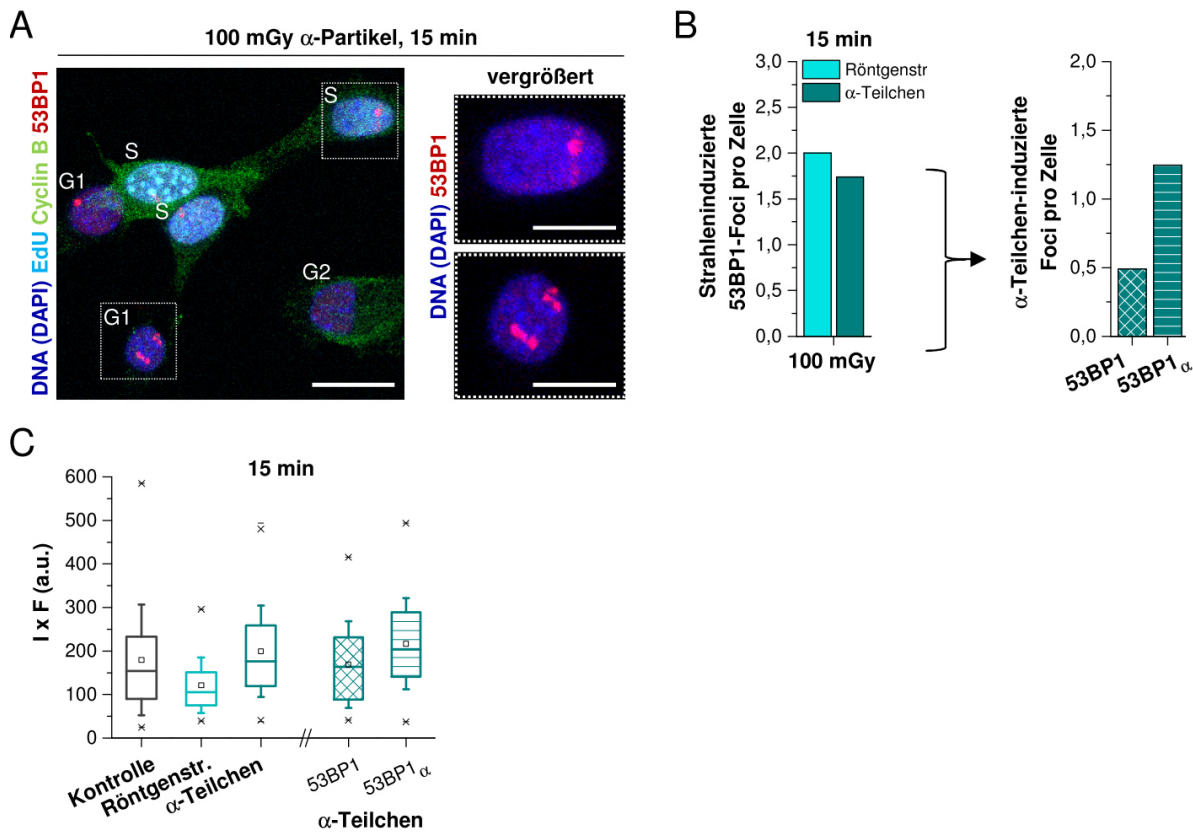 A
100 mGy α-Partikel, 15 min
DNA (DAPI) EdU Cyclin B 53BP1
S
S
G1
S
G2
G1
vergrößert
DNA (DAPI) 53BP1
B
15 min
Strahleninduzierte
53BP1-Foci pro Zelle
3,0
2,5
2,0
1,5
1,0
0,5
0,0
Röntgenstr
α-Teilchen
100 mGy
α-Teilchen-induzierte
Foci pro Zelle
2,0
1,5
1,0
0,5
0,0
53BP1
53BP1α
C
15 min
I x F (a.u.)
600
500
400
300
200
100
0
Kontrolle
Röntgenstr.
α-Teilchen
53BP1
53BP1α
α-Teilchen